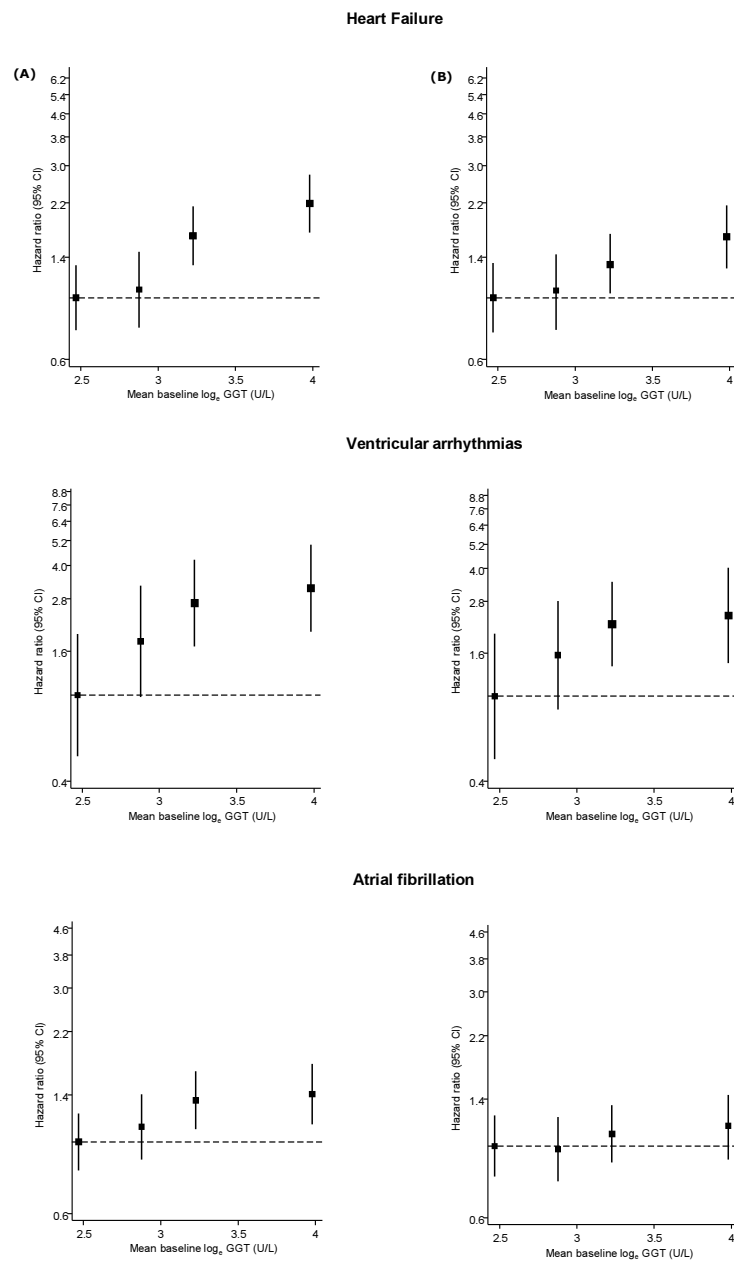 Heart Failure
(A)
6.2
5.4
4.6
3.8
3.0
2.2
1.4
0.6
Hazard ratio (95% CI)
2.5 3 3.5 4
Mean baseline logₑ GGT (U/L)
(B)
6.2
5.4
4.6
3.8
3.0
2.2
1.4
0.6
Hazard ratio (95% CI)
2.5 3 3.5 4
Mean baseline logₑ GGT (U/L)
Ventricular arrhythmias
8.8
7.6
6.4
5.2
4.0
2.8
1.6
0.4
Hazard ratio (95% CI)
2.5 3 3.5 4
Mean baseline logₑ GGT (U/L)
8.8
7.6
6.4
5.2
4.0
2.8
1.6
0.4
Hazard ratio (95% CI)
2.5 3 3.5 4
Mean baseline logₑ GGT (U/L)
Atrial fibrillation
4.6
3.8
3.0
2.2
1.4
0.6
Hazard ratio (95% CI)
2.5 3 3.5 4
Mean baseline logₑ GGT (U/L)
4.6
3.8
3.0
2.2
1.4
0.6
Hazard ratio (95% CI)
2.5 3 3.5 4
Mean baseline logₑ GGT (U/L)